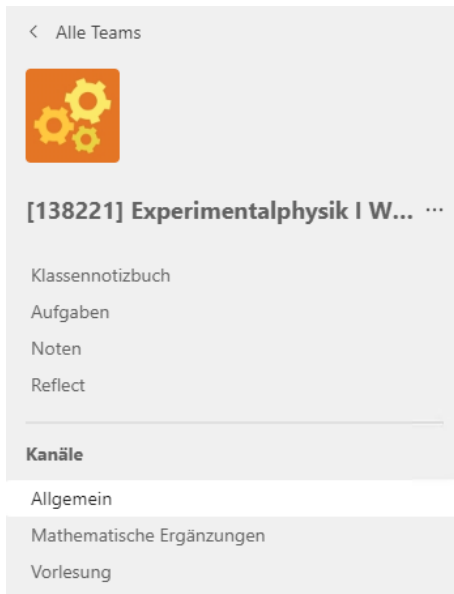 Alle Teams
[138221] Experimentalphysik I W... ...
Klassennotizbuch
Aufgaben
Noten
Reflect
Kanäle
Allgemein
Mathematische Ergänzungen
Vorlesung